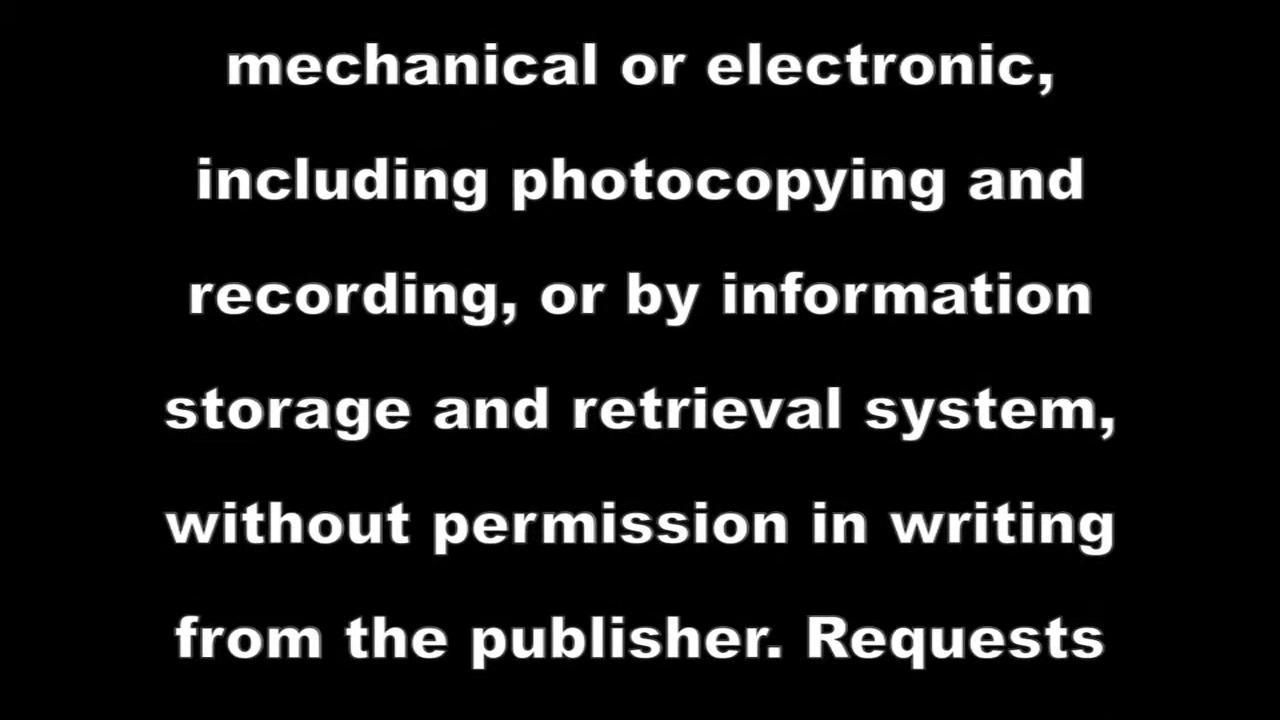 mechanical or electronic,
including photocopying and
recording, or by information
storage and retrieval system,
without permission in writing
from the publisher. Requests